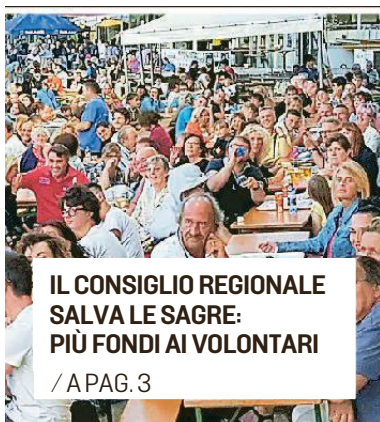 IL CONSIGLIO REGIONALE
SALVA LE SAGRE:
PIÙ FONDI AI VOLONTARI
/ A PAG. 3